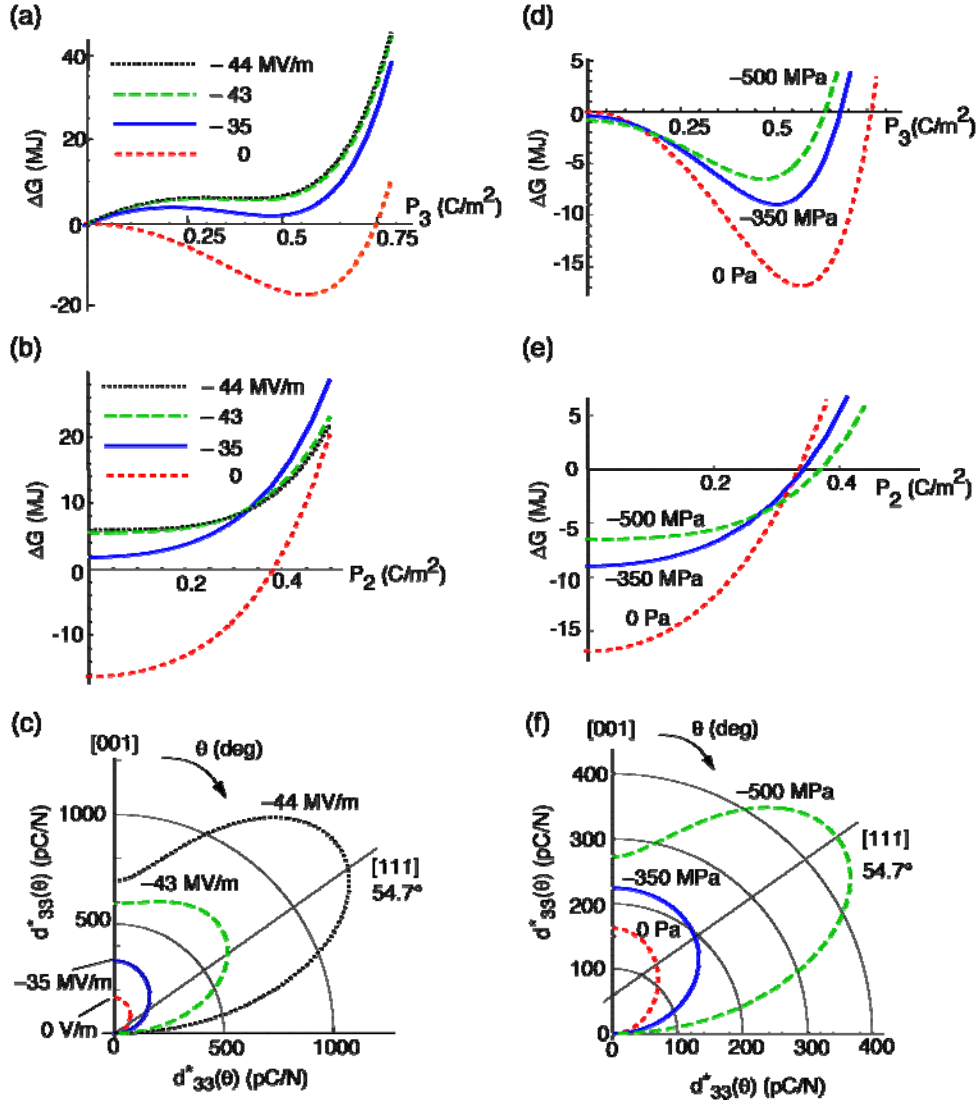 (a)
– 44 MV/m
– 43
– 35
0
40
20
0
-20
ΔG (MJ)
0.25
0.5
0.75
P3 (C/m2)
(d)
–500 MPa
–350 MPa
0 Pa
5
0
-5
-10
-15
ΔG (MJ)
0.25
0.5
P3(C/m2)
(b)
– 44 MV/m
– 43
– 35
0
20
10
0
-10
ΔG (MJ)
0.2
0.4
P2 (C/m2)
(e)
5
0
-5
-10
-15
ΔG (MJ)
0.2
0.4
P2 (C/m2)
–500 MPa
–350 MPa
0 Pa
(c)
[001]
θ (deg)
–44 MV/m
[111]
54.7°
–43 MV/m
–35 MV/m
0 V/m
1000
500
d*33(θ) (pC/N)
0
500
1000
d*33(θ) (pC/N)
(f)
[001]
θ (deg)
–500 MPa
[111]
54.7°
–350 MPa
0 Pa
400
300
200
100
0
d*33(θ) (pC/N)
0
100
200
300
400
d*33(θ) (pC/N)